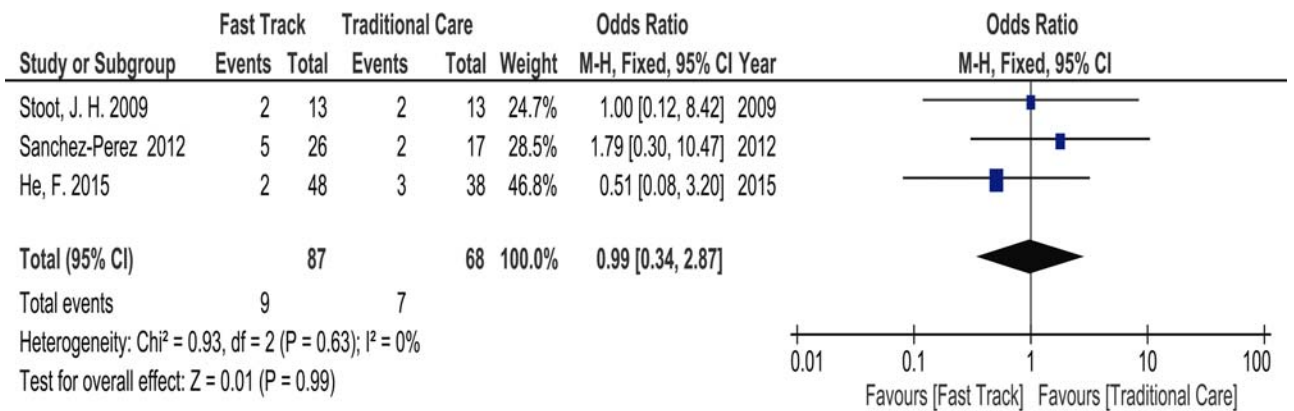 Fast Track Traditional Care Odds Ratio Odds Ratio
Study or Subgroup Events Total Events Total Weight M-H, Fixed, 95% CI Year M-H, Fixed, 95% CI
Stoot, J. H. 2009 2 13 2 13 24.7% 1.00 [0.12, 8.42] 2009
Sanchez-Perez 2012 5 26 2 17 28.5% 1.79 [0.30, 10.47] 2012
He, F. 2015 2 48 3 38 46.8% 0.51 [0.08, 3.20] 2015
Total (95% CI) 87 68 100.0% 0.99 [0.34, 2.87]
Total events 9 7
Heterogeneity: Chi² = 0.93, df = 2 (P = 0.63); I² = 0%
Test for overall effect: Z = 0.01 (P = 0.99)
0.01 0.1 1 10 100
Favours [Fast Track] Favours [Traditional Care]